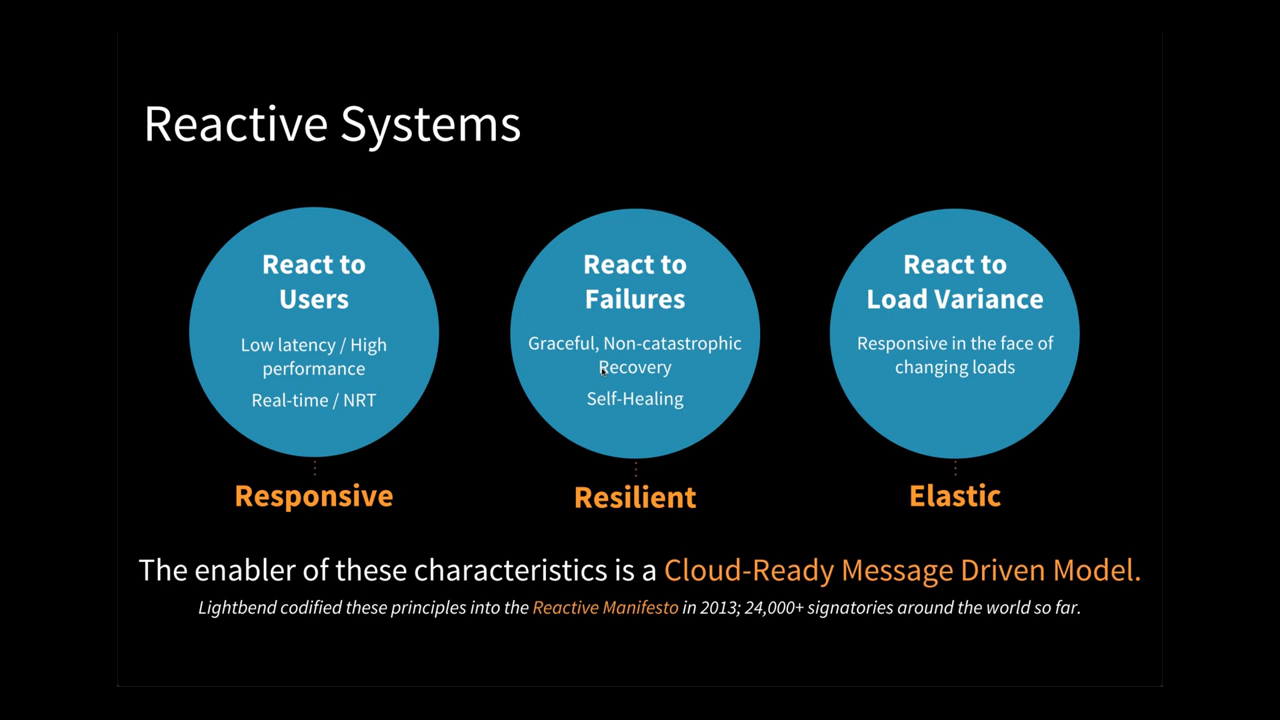 Reactive Systems
React to
Users
Low latency / High
performance
Real-time / NRT
Responsive
React to
Failures
Graceful, Non-catastrophic
Recovery
Self-Healing
Resilient
React to
Load Variance
Responsive in the face of
changing loads
Elastic
The enabler of these characteristics is a Cloud-Ready Message Driven Model.
Lightbend codified these principles into the Reactive Manifesto in 2013; 24,000+ signatories around the world so far.